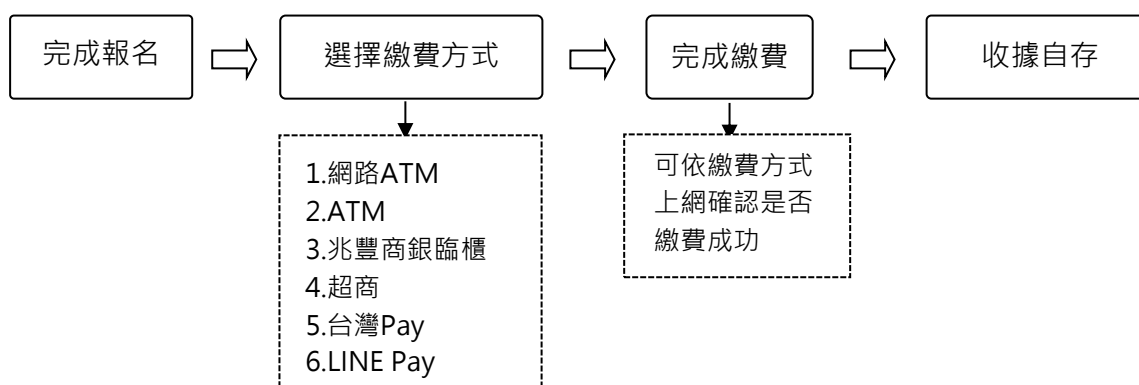 完成報名
選擇繳費方式
完成繳費
收據自存
1.網路ATM
2.ATM
3.兆豐商銀臨櫃
4.超商
5.台灣Pay
6.LINE Pay
可依繳費方式
上網確認是否
繳費成功